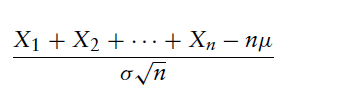 X₁ + X₂ + ··· + Xₙ − nμ
σ√n